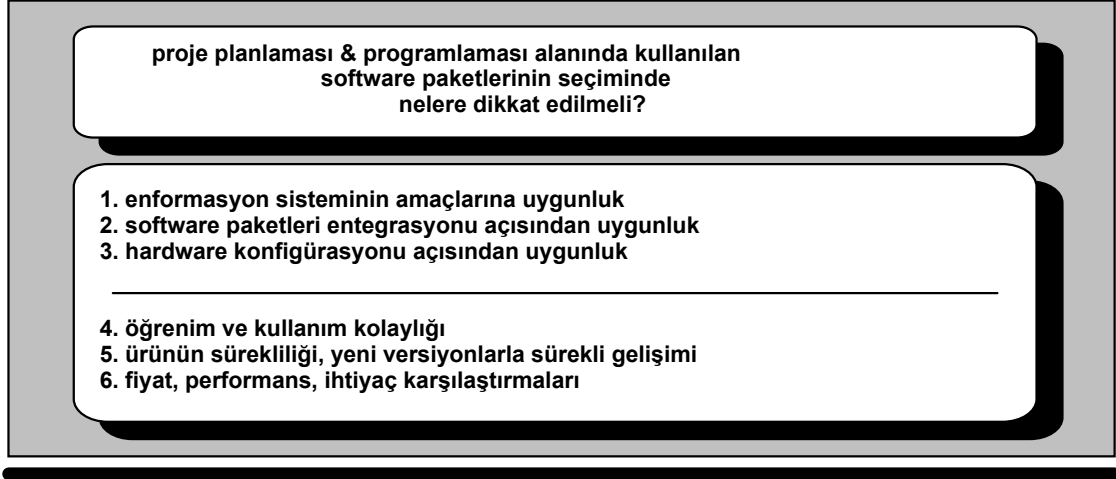 proje planlaması & programlaması alanında kullanılan
software paketlerinin seçiminde
nelere dikkat edilmeli?
1. enformasyon sisteminin amaçlarına uygunluk
2. software paketleri entegrasyonu açısından uygunluk
3. hardware konfigürasyonu açısından uygunluk
4. öğrenim ve kullanım kolaylığı
5. ürünün sürekliliği, yeni versiyonlarla sürekli gelişimi
6. fiyat, performans, ihtiyaç karşılaştırmaları